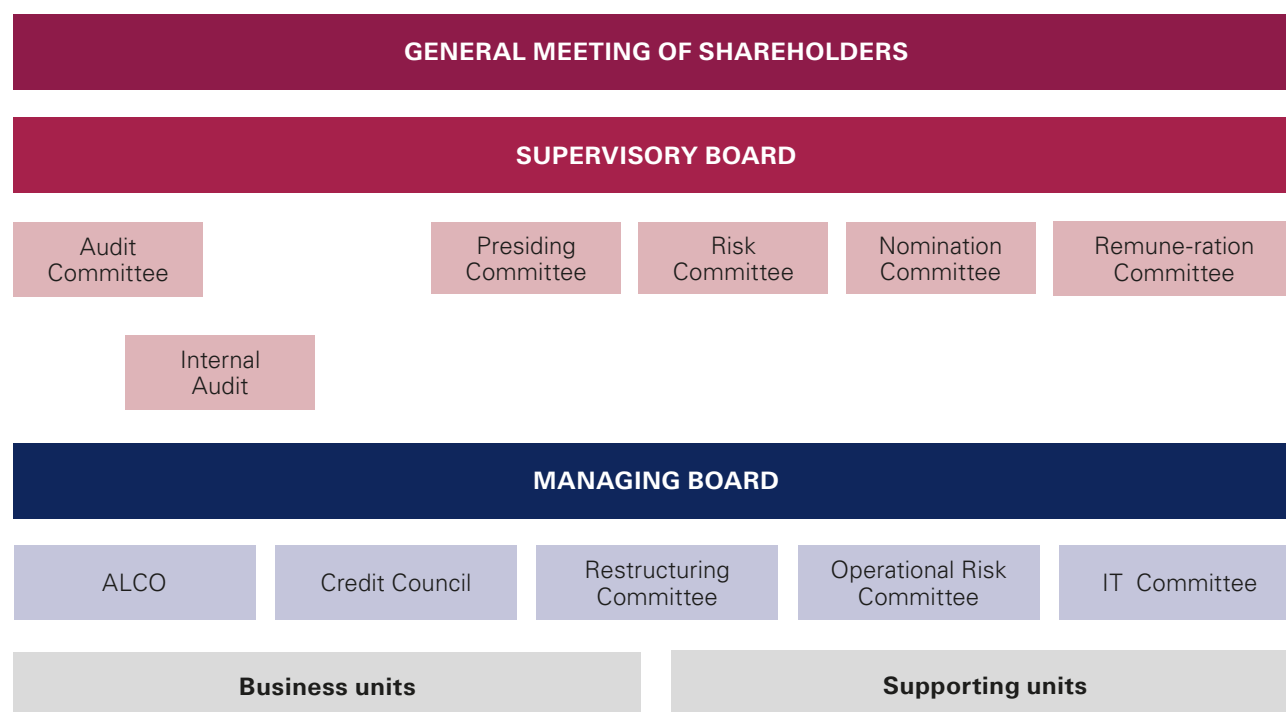 GENERAL MEETING OF SHAREHOLDERS
SUPERVISORY BOARD
Audit
Committee
Presiding
Committee
Risk
Committee
Nomination
Committee
Remune-ration
Committee
Internal
Audit
MANAGING BOARD
ALCO
Credit Council
Restructuring
Committee
Operational Risk
Committee
IT Committee
Business units
Supporting units